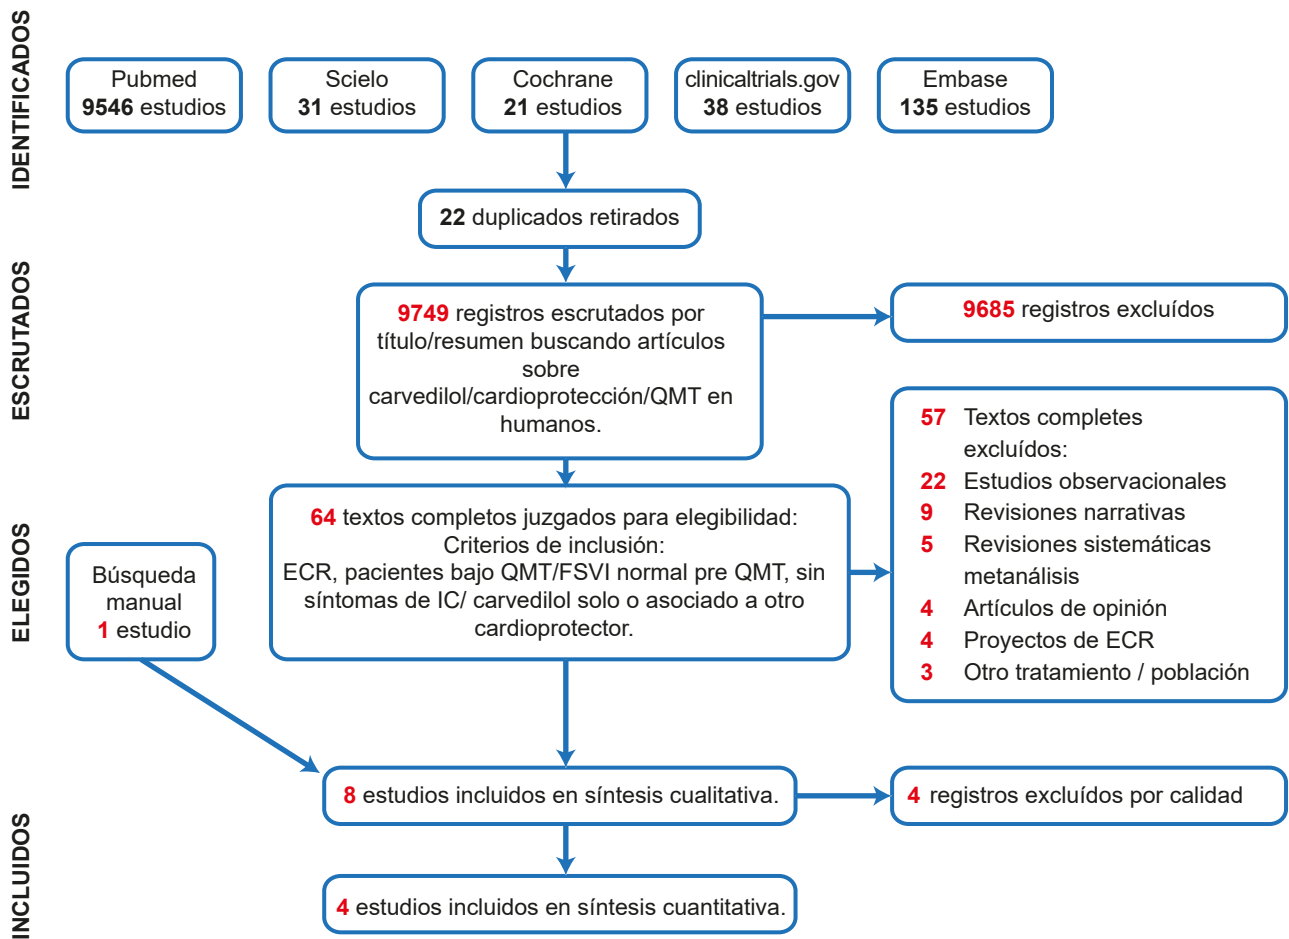 IDENTIFICADOS
Pubmed
9546 estudios
Scielo
31 estudios
Cochrane
21 estudios
clinicaltrials.gov
38 estudios
Embase
135 estudios
22 duplicados retirados
ESCRUTADOS
9749 registros escrutados por
título/resumen buscando artículos
sobre
carvedilol/cardioprotección/QMT en
humanos.
9685 registros excluídos
ELEGIDOS
64 textos completos juzgados para elegibilidad:
Criterios de inclusión:
ECR, pacientes bajo QMT/FSVI normal pre QMT, sin
síntomas de IC/ carvedilol solo o asociado a otro
cardioprotector.
57 Textos completes
excluídos:
22 Estudios observacionales
9 Revisiones narrativas
5 Revisiones sistemáticas
metanálisis
4 Artículos de opinión
4 Proyectos de ECR
3 Otro tratamiento / población
Búsqueda
manual
1 estudio
INCLUIDOS
8 estudios incluidos en síntesis cualitativa.
4 registros excluídos por calidad
4 estudios incluidos en síntesis cuantitativa.